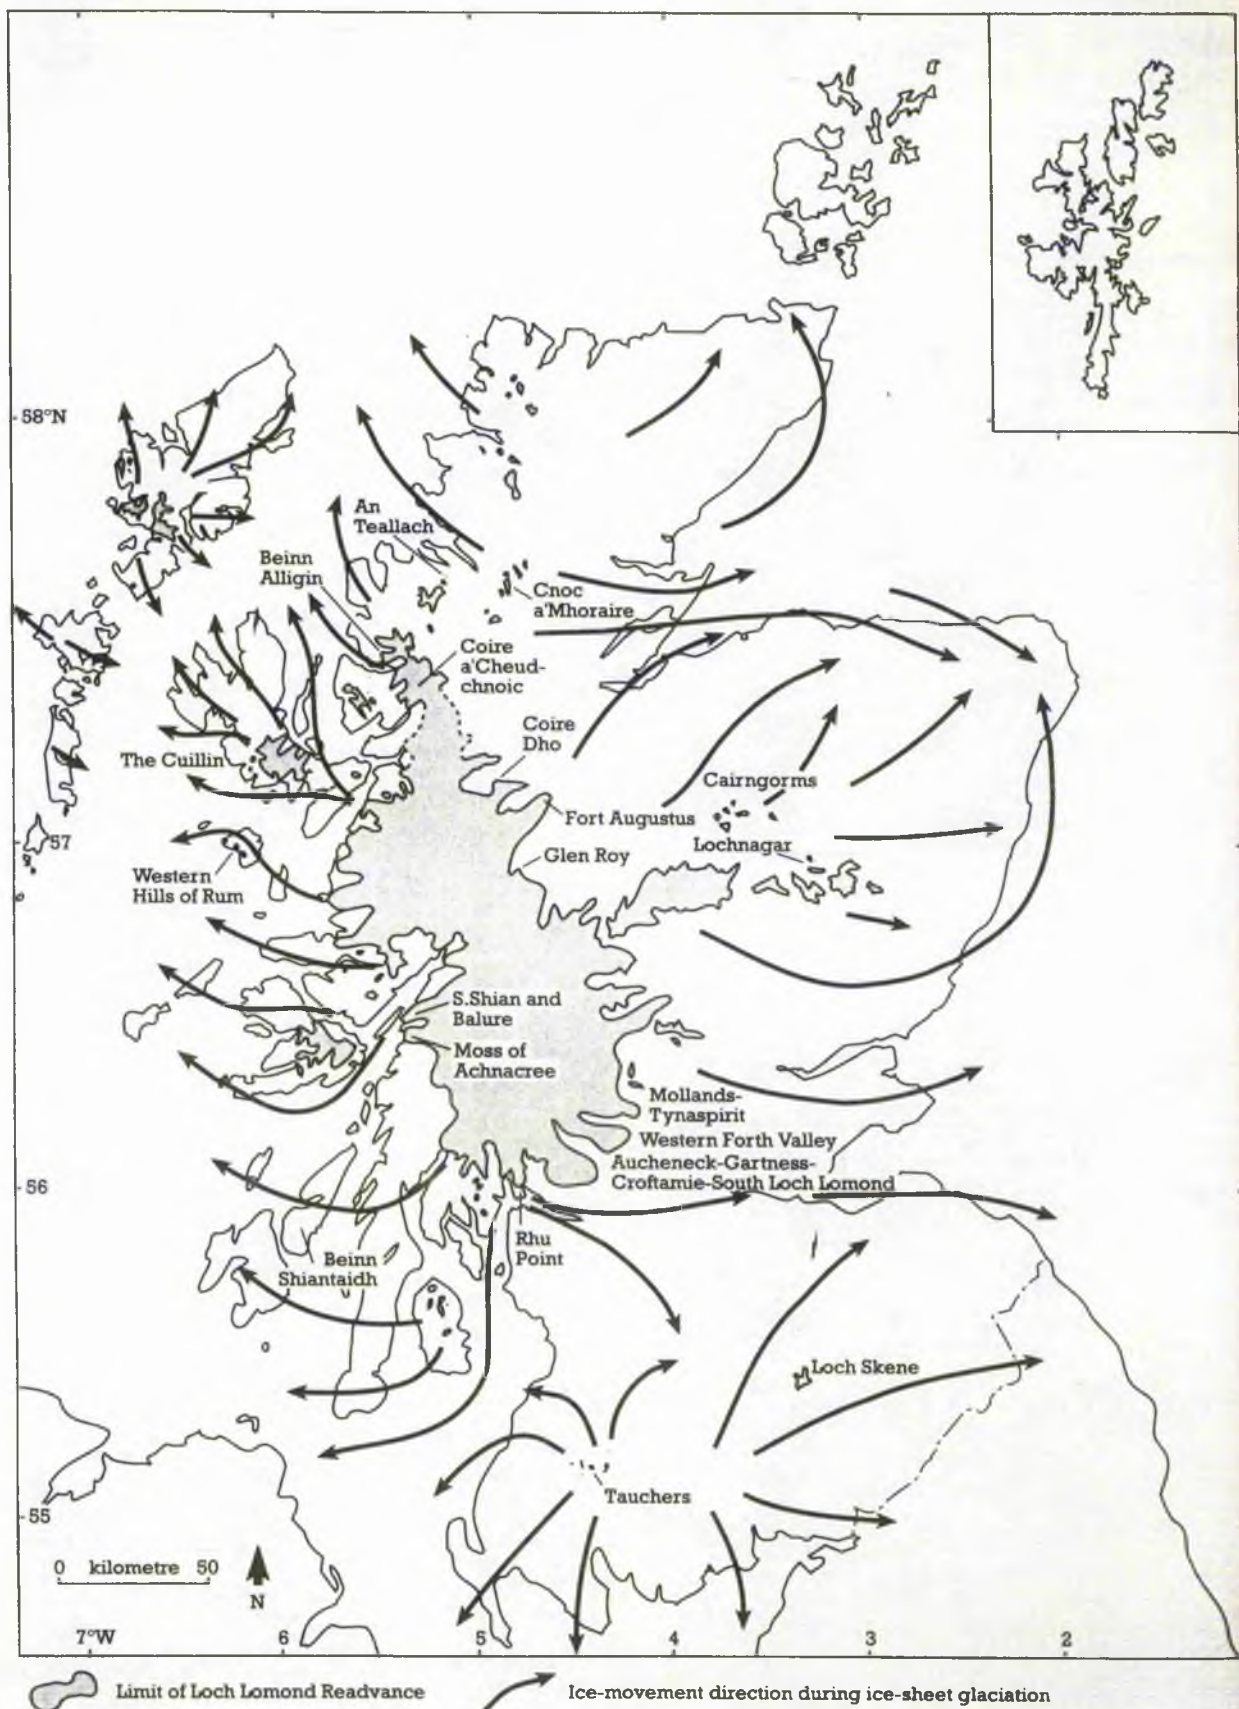 58°N
An
Teallach
Beinn
Alligin
Cnoc
a'Mhoraire
Coire
a'Cheud-
chnoic
Coire
Dho
The Cuillin
Cairngorms
Fort Augustus
57
Lochnagar
Glen Roy
Western
Hills of Rum
S.Shian and
Balure
Moss of
Achnacree
Mollands-
Tynaspirit
Western Forth Valley
Aucheneck-Gartness-
Croftamie-South Loch Lomond
56
Rhu
Point
Beinn
Shiantaidh
Loch Skene
Tauchers
55
0 kilometre 50
N
7°W 6 5 4 3 2
Limit of Loch Lomond Readvance
Ice-movement direction during ice-sheet glaciation